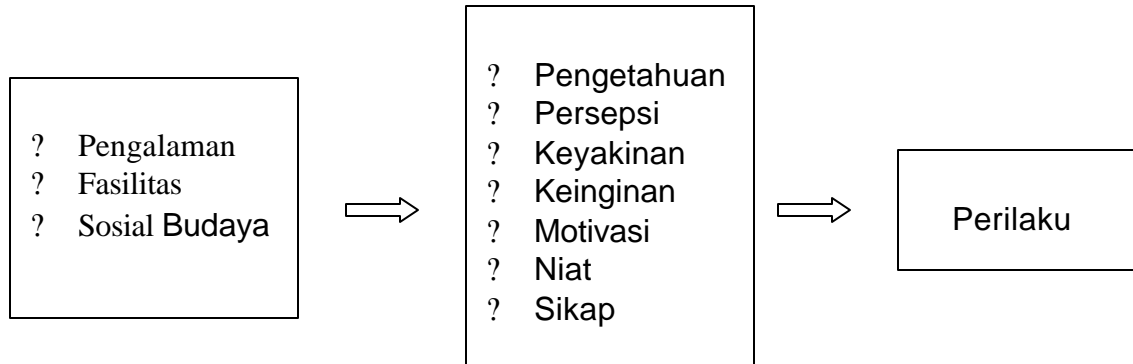 ? Pengalaman
? Fasilitas
? Sosial Budaya
? Pengetahuan
? Persepsi
? Keyakinan
? Keinginan
? Motivasi
? Niat
? Sikap
Perilaku